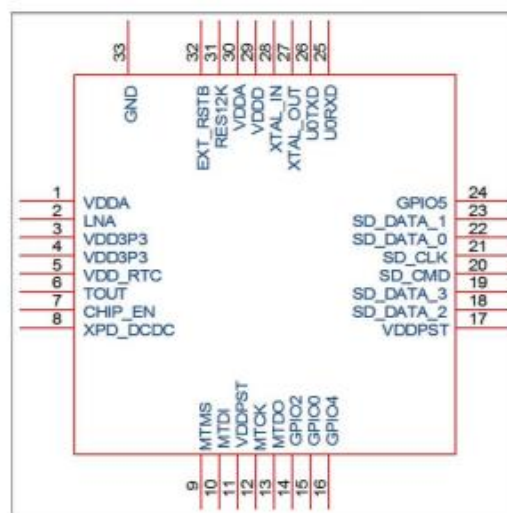 33 32 31 30 29 28 27 26 25
GND EXT_RSTB RES12K VDDA VDDD XTAL_IN XTAL_OUT U0TXD U0RXD
1 VDDA
2 LNA
3 VDD3P3
4 VDD3P3
5 VDD_RTC
6 TOUT
7 CHIP_EN
8 XPD_DCDC
GPIO5 24
SD_DATA_1 23
SD_DATA_0 22
SD_CLK 21
SD_CMD 20
SD_DATA_3 19
SD_DATA_2 18
VDDPST 17
MTMS MTDI VDDPST MTCK MTDO GPIO2 GPIO0 GPIO4
9 10 11 12 13 14 15 16